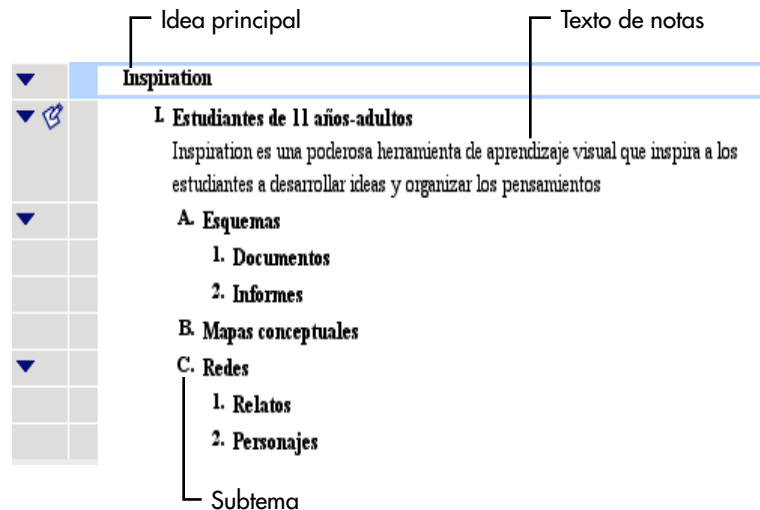 Idea principal
Texto de notas
Inspiration
I. Estudiantes de 11 años-adultos
Inspiration es una poderosa herramienta de aprendizaje visual que inspira a los
estudiantes a desarrollar ideas y organizar los pensamientos
A. Esquemas
1. Documentos
2. Informes
B. Mapas conceptuales
C. Redes
1. Relatos
2. Personajes
Subtema